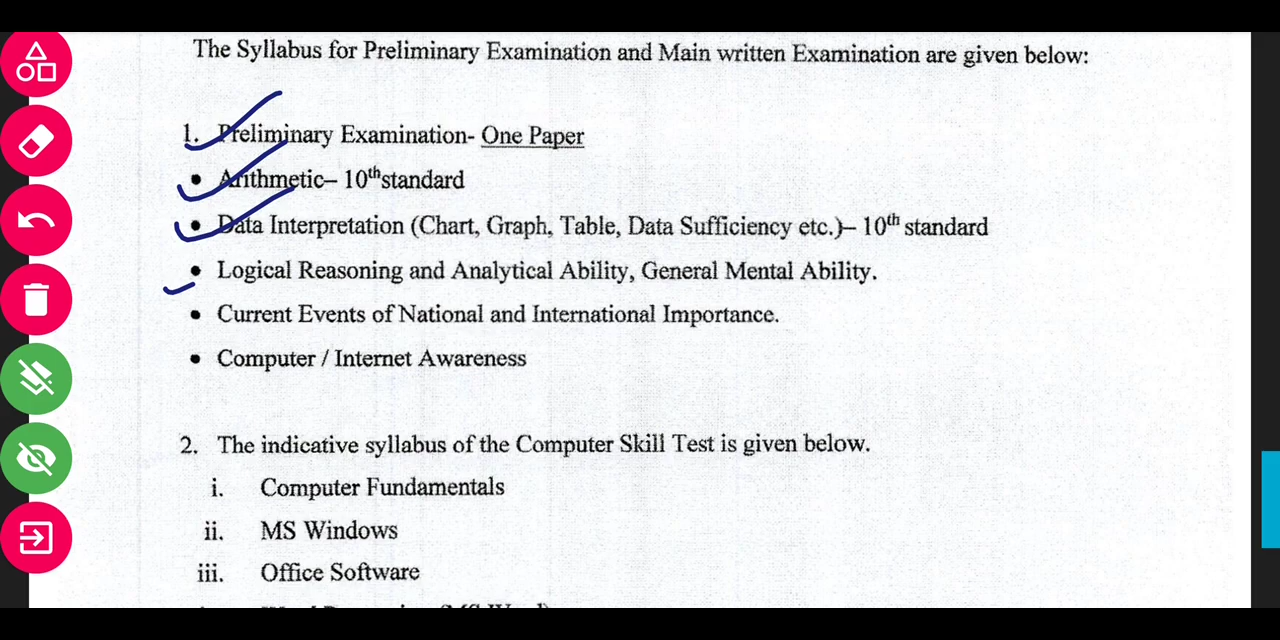 The Syllabus for Preliminary Examination and Main written Examination are given below:
1. Preliminary Examination- One Paper
• Arithmetic– 10th standard
• Data Interpretation (Chart, Graph, Table, Data Sufficiency etc.)– 10th standard
• Logical Reasoning and Analytical Ability, General Mental Ability.
• Current Events of National and International Importance.
• Computer / Internet Awareness
2. The indicative syllabus of the Computer Skill Test is given below.
i. Computer Fundamentals
ii. MS Windows
iii. Office Software